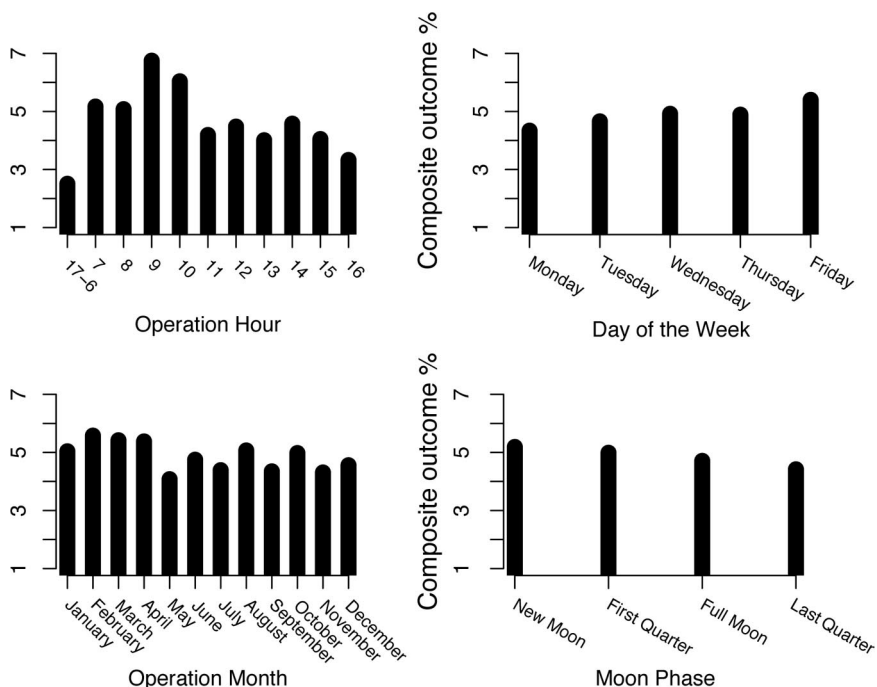 7
5
3
1
17–6
7
8
9
10
11
12
13
14
15
16
Operation Hour
Composite outcome %
7
5
3
1
Monday
Tuesday
Wednesday
Thursday
Friday
Day of the Week
7
5
3
1
January
February
March
April
May
June
July
August
September
October
November
December
Operation Month
Composite outcome %
7
5
3
1
New Moon
First Quarter
Full Moon
Last Quarter
Moon Phase